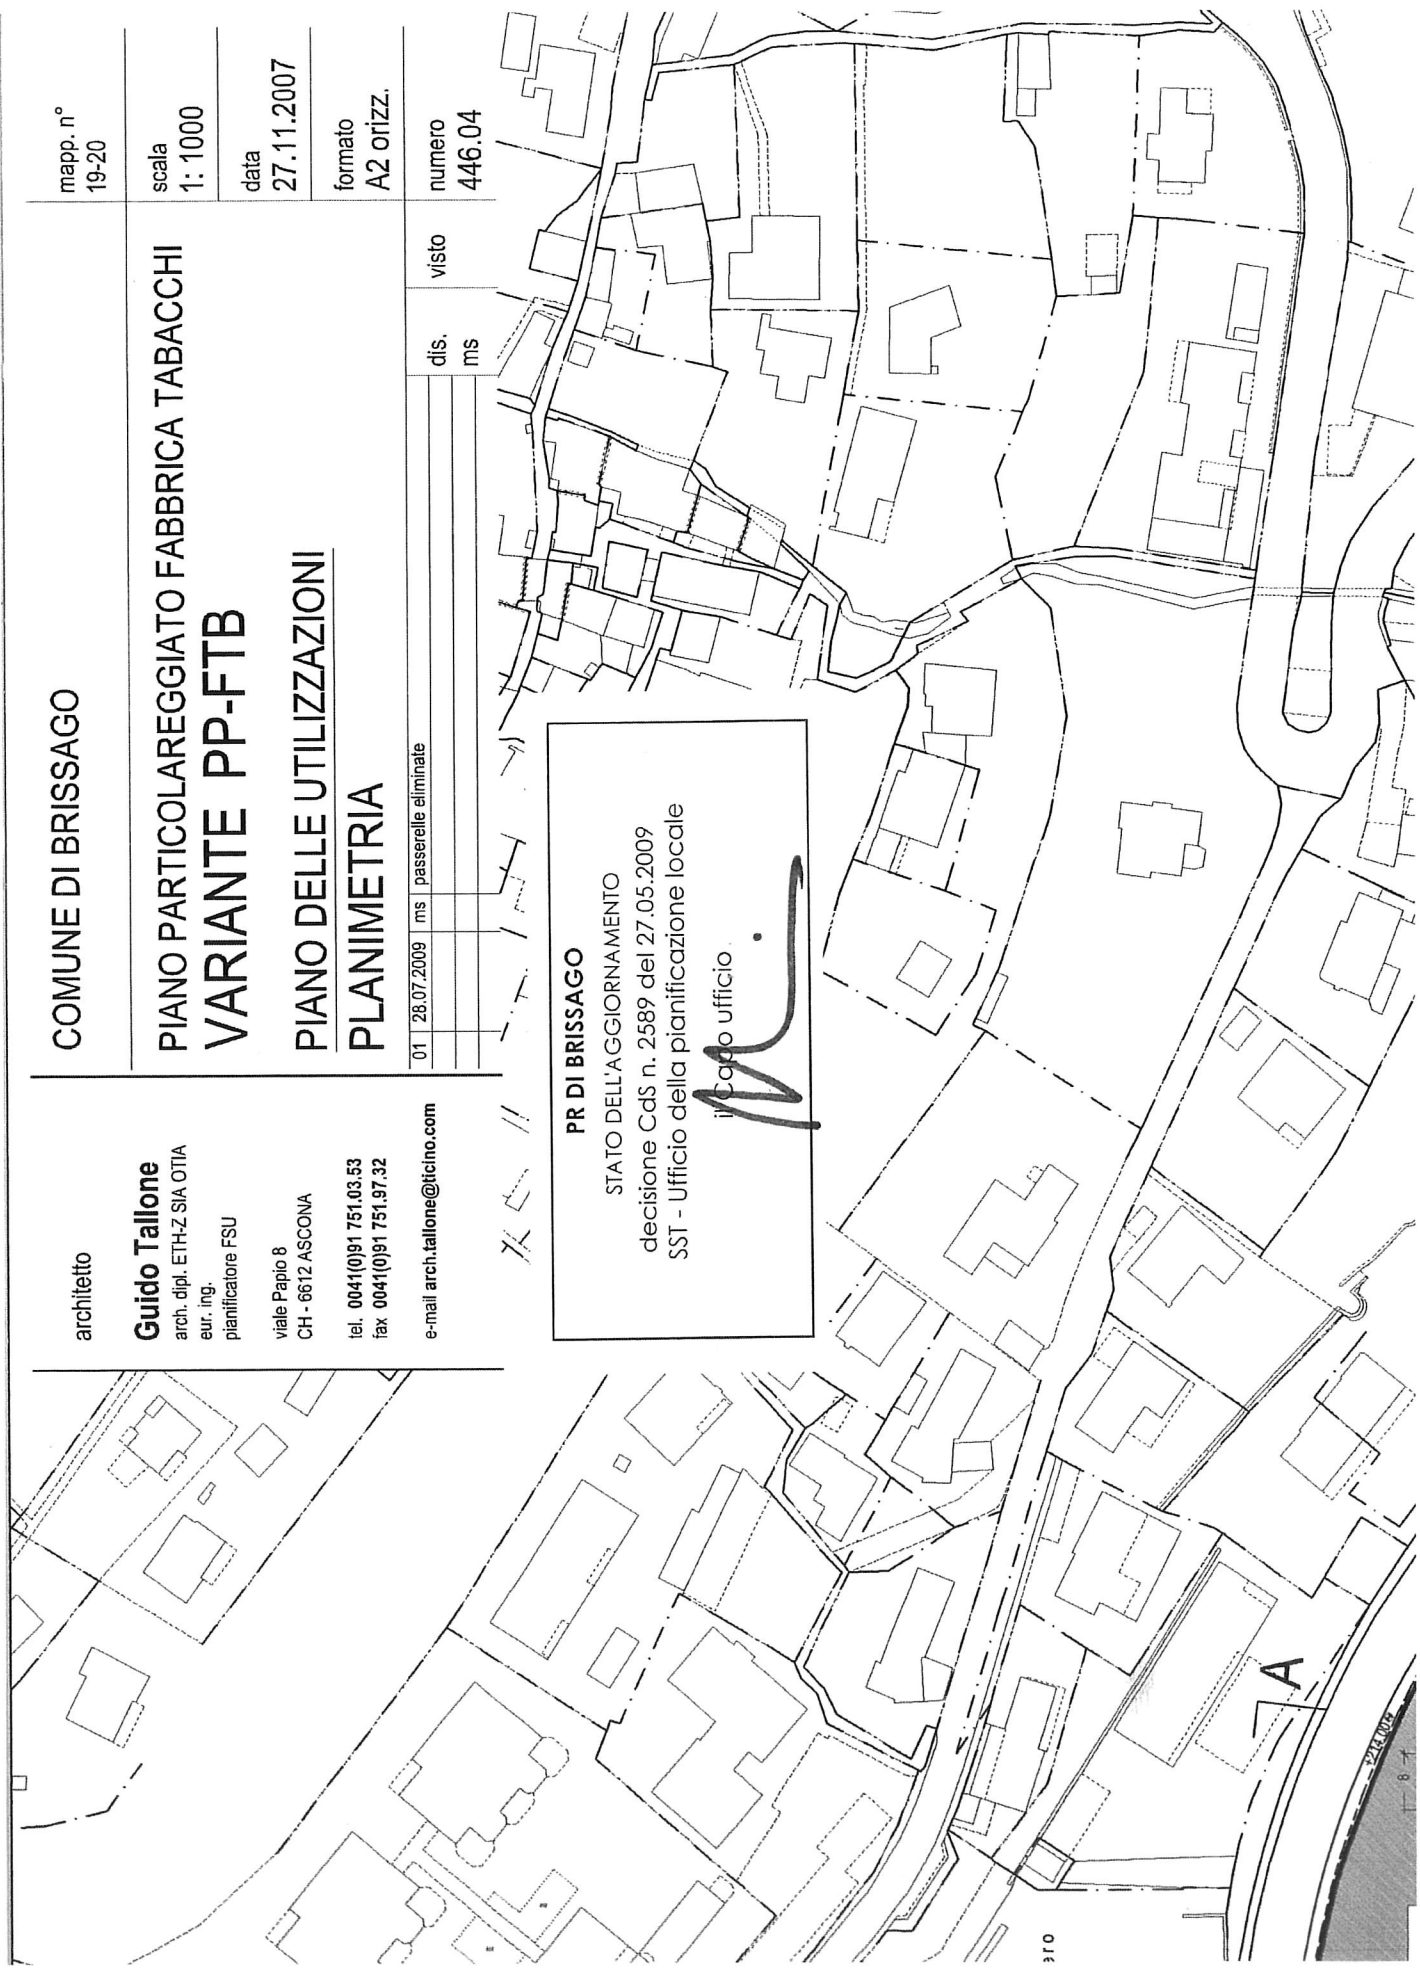 architetto
Guido Tallone
arch. dipl. ETH-Z SIA OTIA
eur. ing.
pianificatore FSU
viale Papio 8
CH - 6612 ASCONA
tel. 0041(0)91 751.03.53
fax 0041(0)91 751.97.32
e-mail arch.tallone@ticino.com
COMUNE DI BRISSAGO
mapp. n°
19-20
PIANO PARTICOLAREGGIATO FABBRICA TABACCHI
VARIANTE PP-FTB
PIANO DELLE UTILIZZAZIONI
PLANIMETRIA
scala
1: 1000
data
27.11.2007
formato
A2 orizz.
numero
446.04
dis.
ms
visto
01 28.07.2009 ms passerelle eliminate
PR DI BRISSAGO
STATO DELL'AGGIORNAMENTO
decisione CdS n. 2589 del 27.05.2009
SST - Ufficio della pianificazione locale
il Capo ufficio
A
8